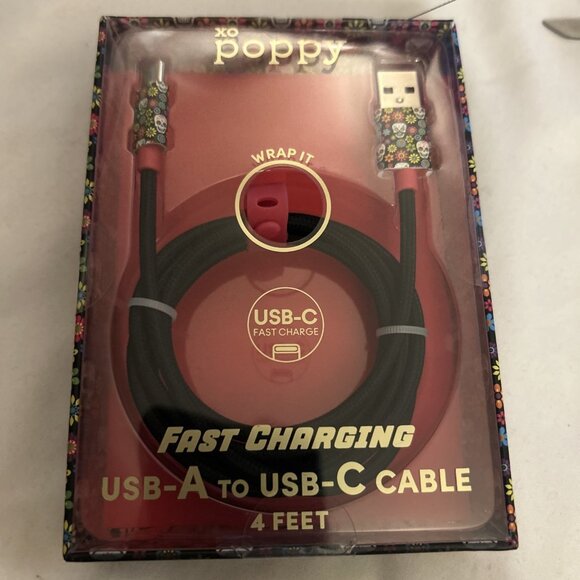 xo
poppy
WRAP IT
USB-C
FAST CHARGE
FAST CHARGING
USB-A TO USB-C CABLE
4 FEET